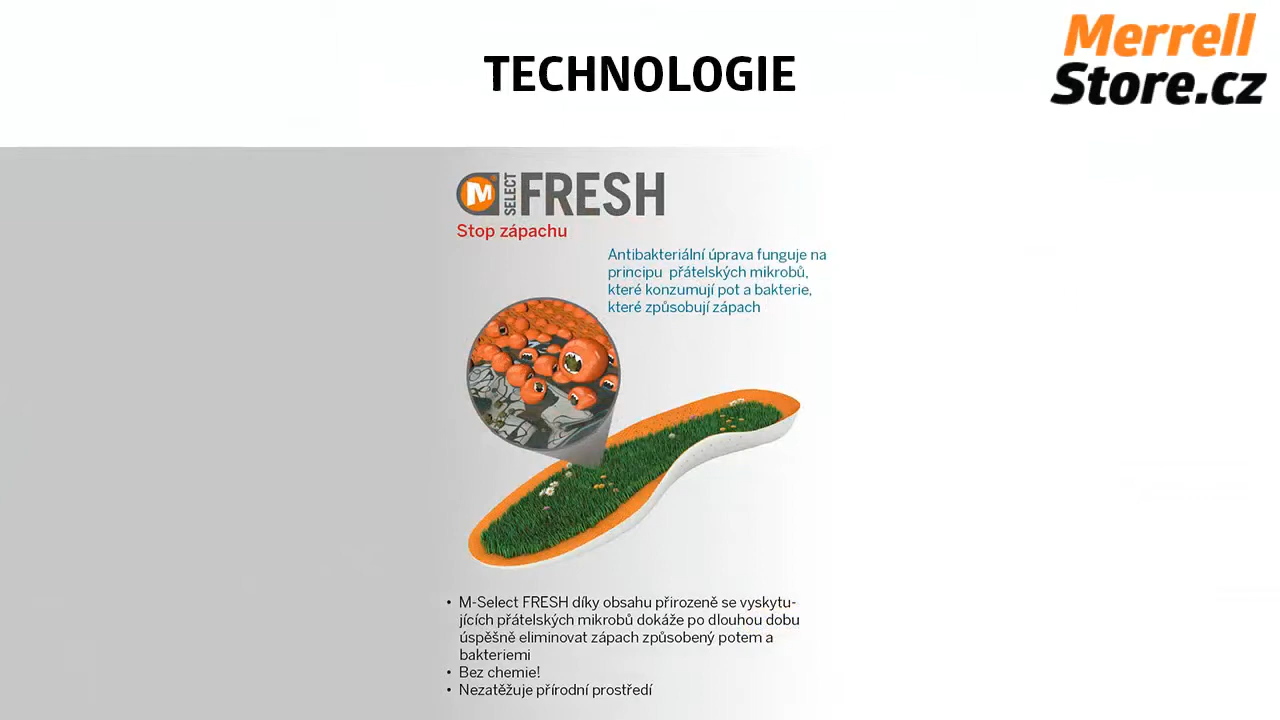 TECHNOLOGIE
Merrell
Store.cz
M SELECT FRESH
Stop zápachu
Antibakteriální úprava funguje na
principu přátelských mikrobů,
které konzumují pot a bakterie,
které způsobují zápach
• M-Select FRESH díky obsahu přirozeně se vyskytu-
jících přátelských mikrobů dokáže po dlouhou dobu
úspěšně eliminovat zápach způsobený potem a
bakteriemi
• Bez chemie!
• Nezatěžuje přírodní prostředí